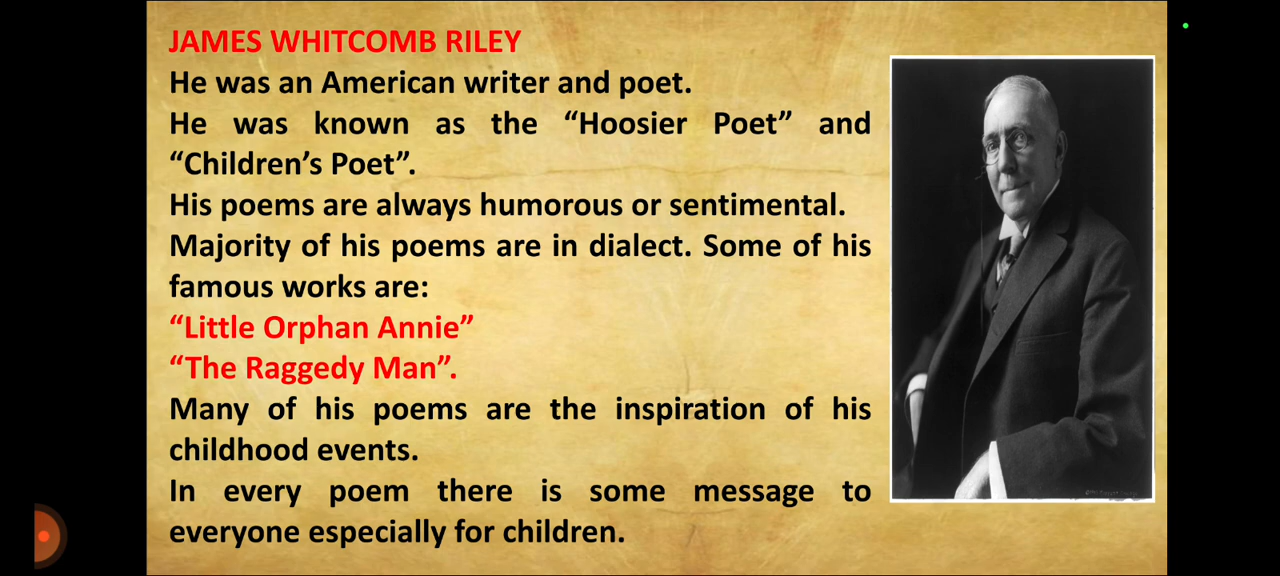 JAMES WHITCOMB RILEY
He was an American writer and poet.
He was known as the “Hoosier Poet” and
“Children’s Poet”.
His poems are always humorous or sentimental.
Majority of his poems are in dialect. Some of his
famous works are:
“Little Orphan Annie”
“The Raggedy Man”.
Many of his poems are the inspiration of his
childhood events.
In every poem there is some message to
everyone especially for children.